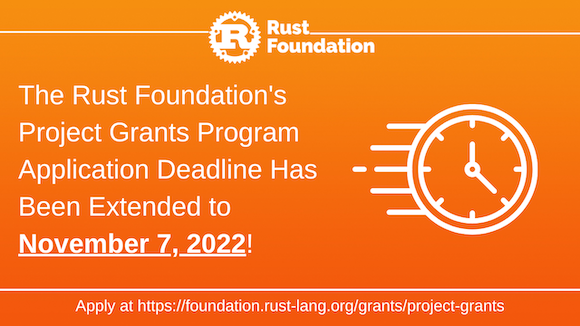 Rust
Foundation
The Rust Foundation's
Project Grants Program
Application Deadline Has
Been Extended to
November 7, 2022!
Apply at https://foundation.rust-lang.org/grants/project-grants